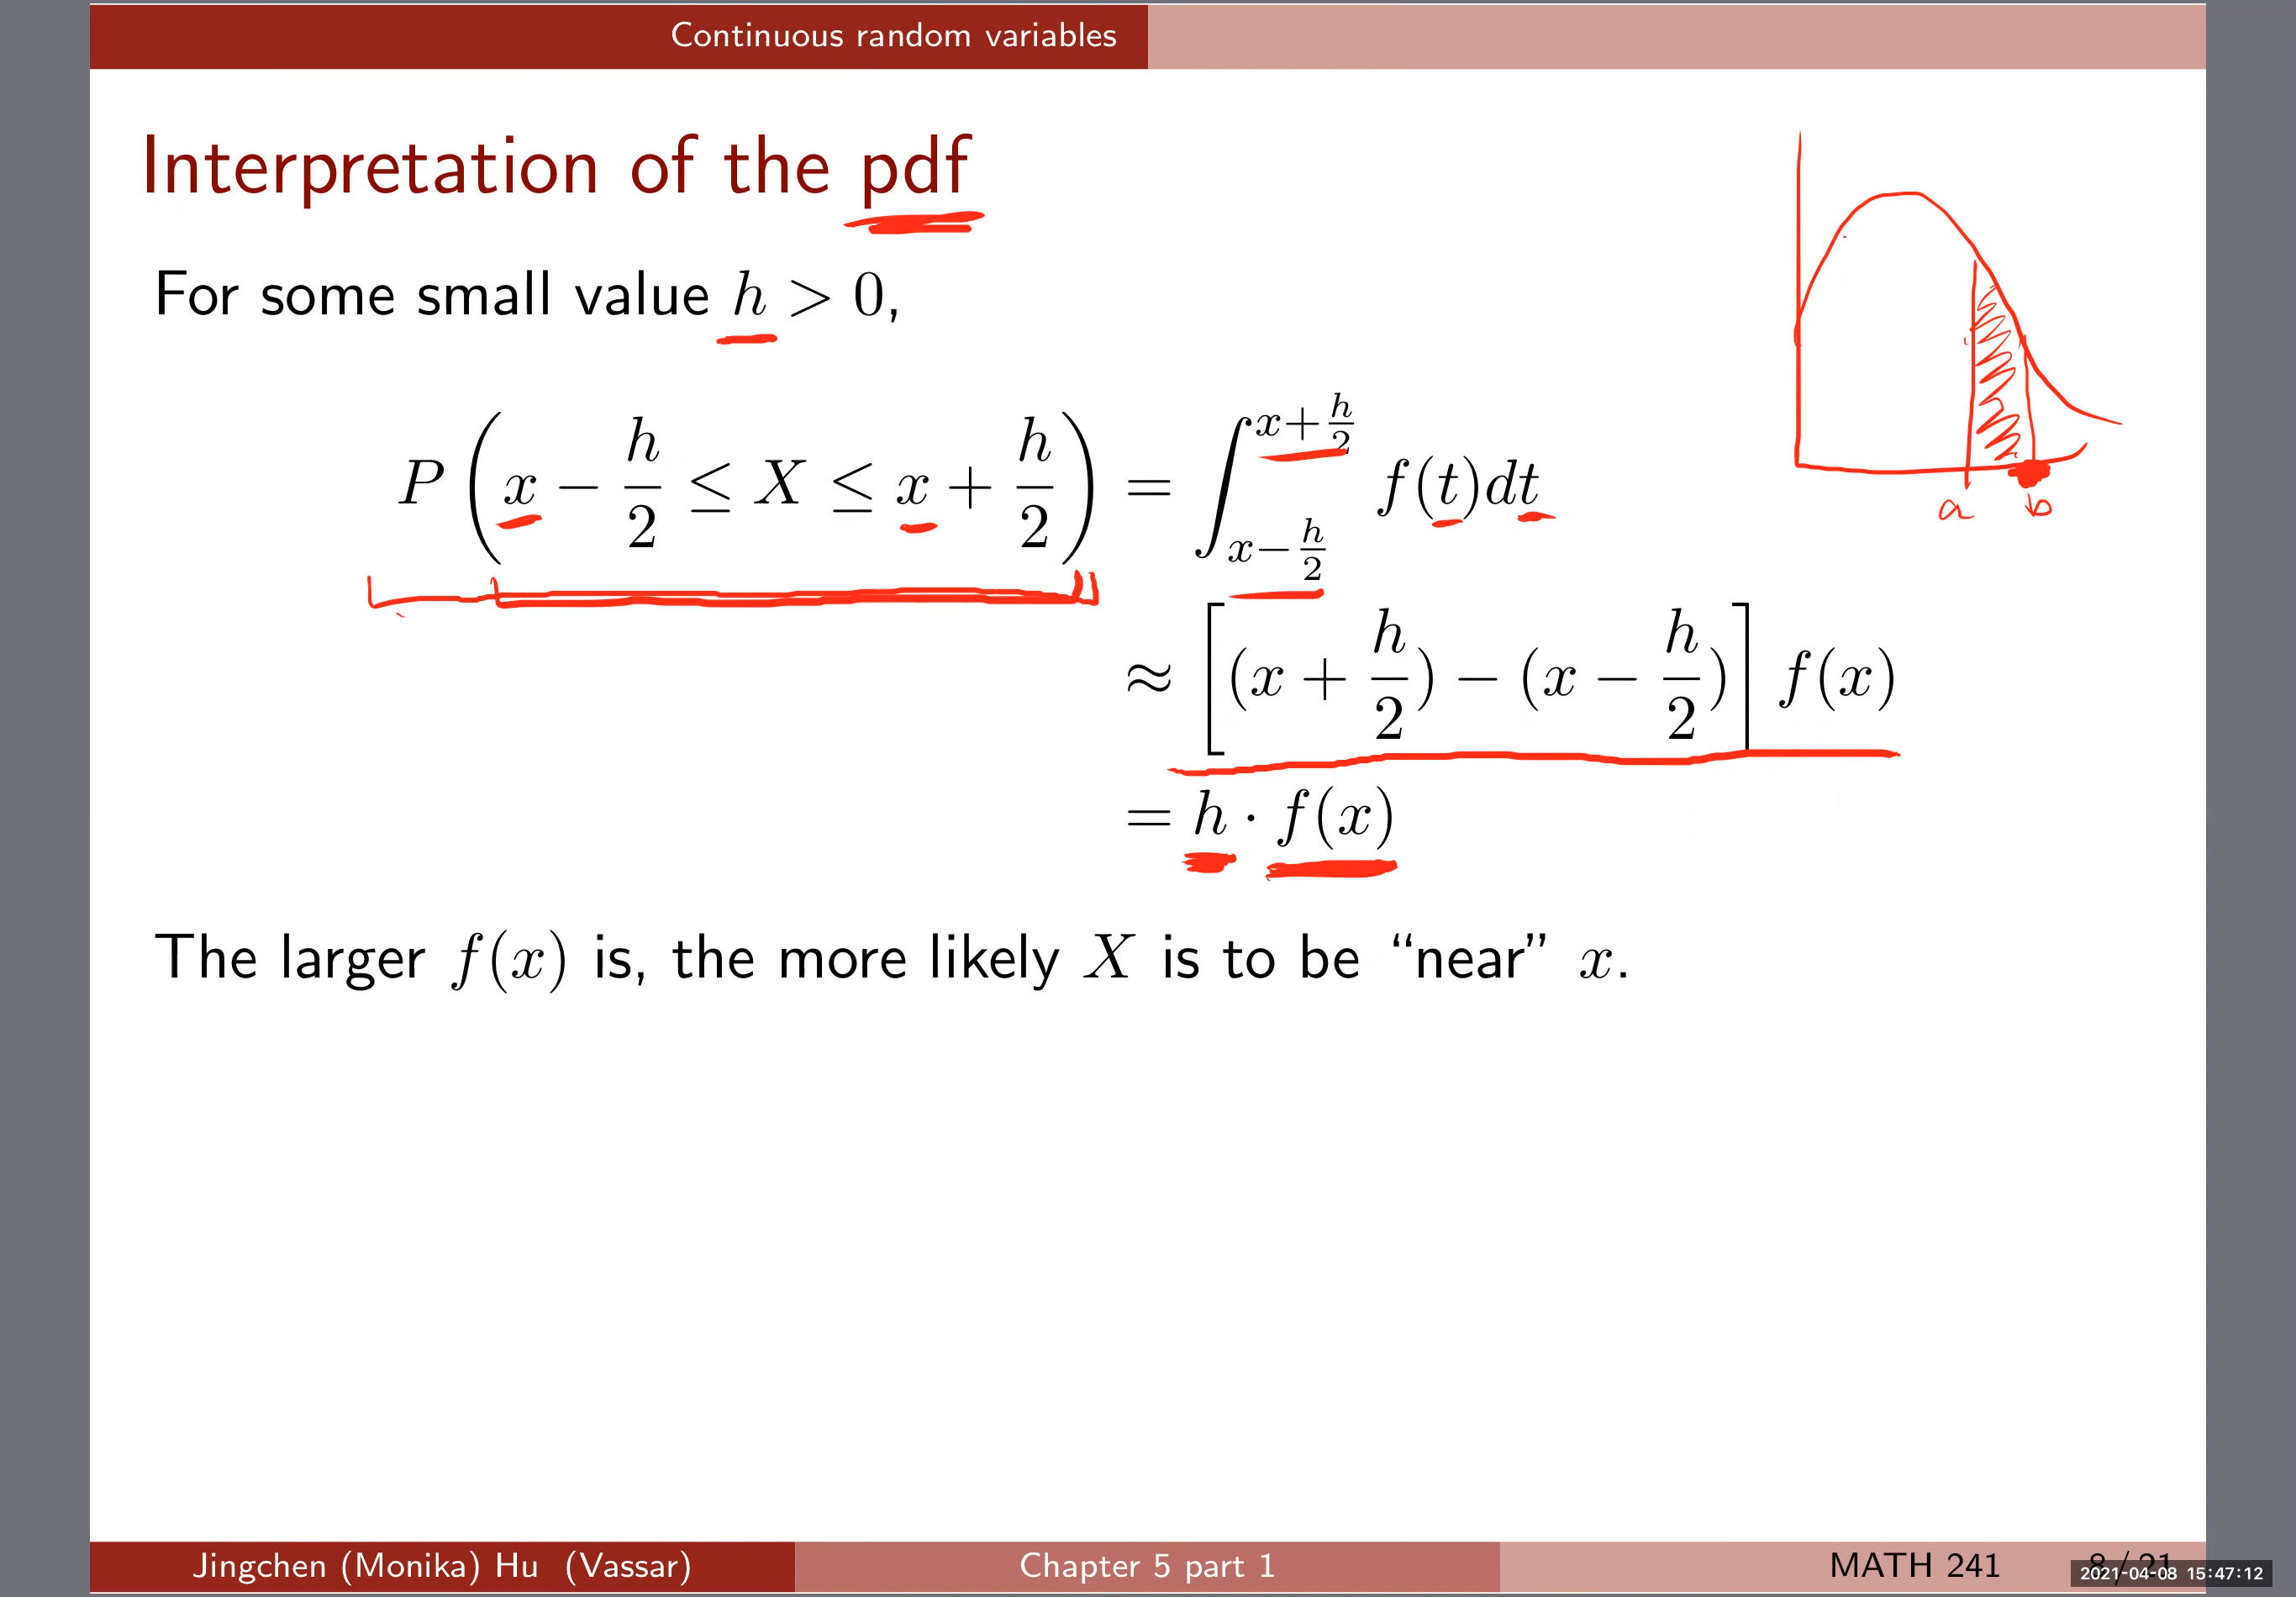 Continuous random variables
Interpretation of the pdf
For some small value h > 0,
P(x − h/2 ≤ X ≤ x + h/2) = ∫_{x−h/2}^{x+h/2} f(t)dt
≈ [(x + h/2) − (x − h/2)] f(x)
= h · f(x)
The larger f(x) is, the more likely X is to be “near” x.
a b
Jingchen (Monika) Hu (Vassar) Chapter 5 part 1 MATH 241 8 / 21
2021-04-08 15:47:12